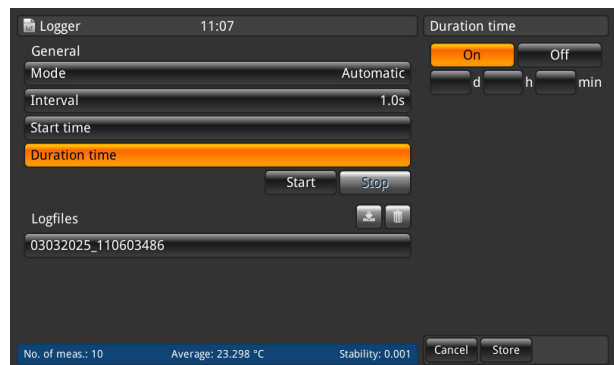 Logger 11:07
General
Mode Automatic
Interval 1.0s
Start time
Duration time
Start Stop
Logfiles
03032025_110603486
No. of meas.: 10 Average: 23.298 °C Stability: 0.001
Duration time
On Off
d h min
Cancel Store